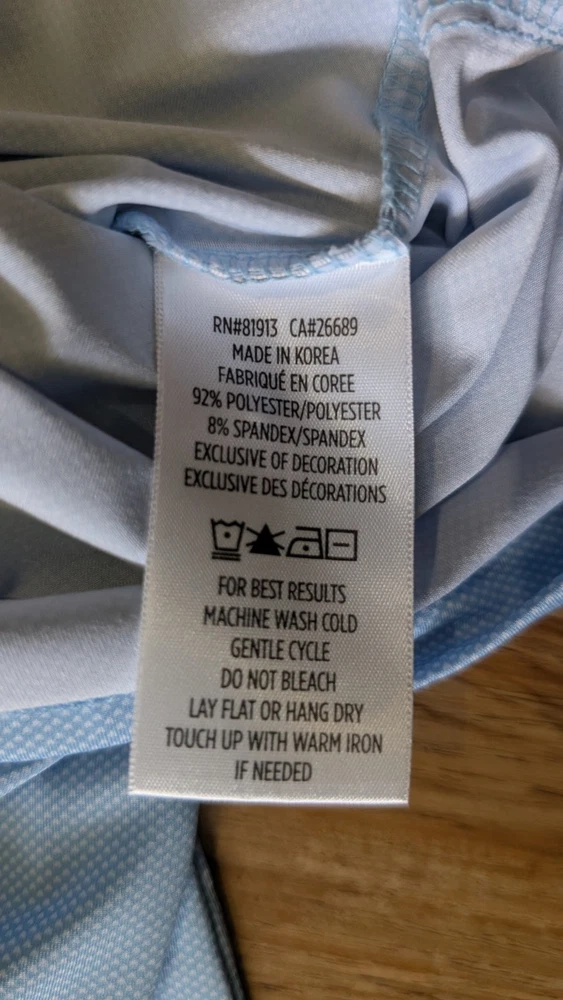 RN#81913 CA#26689
MADE IN KOREA
FABRIQUÉ EN COREE
92% POLYESTER/POLYESTER
8% SPANDEX/SPANDEX
EXCLUSIVE OF DECORATION
EXCLUSIVE DES DÉCORATIONS
FOR BEST RESULTS
MACHINE WASH COLD
GENTLE CYCLE
DO NOT BLEACH
LAY FLAT OR HANG DRY
TOUCH UP WITH WARM IRON
IF NEEDED